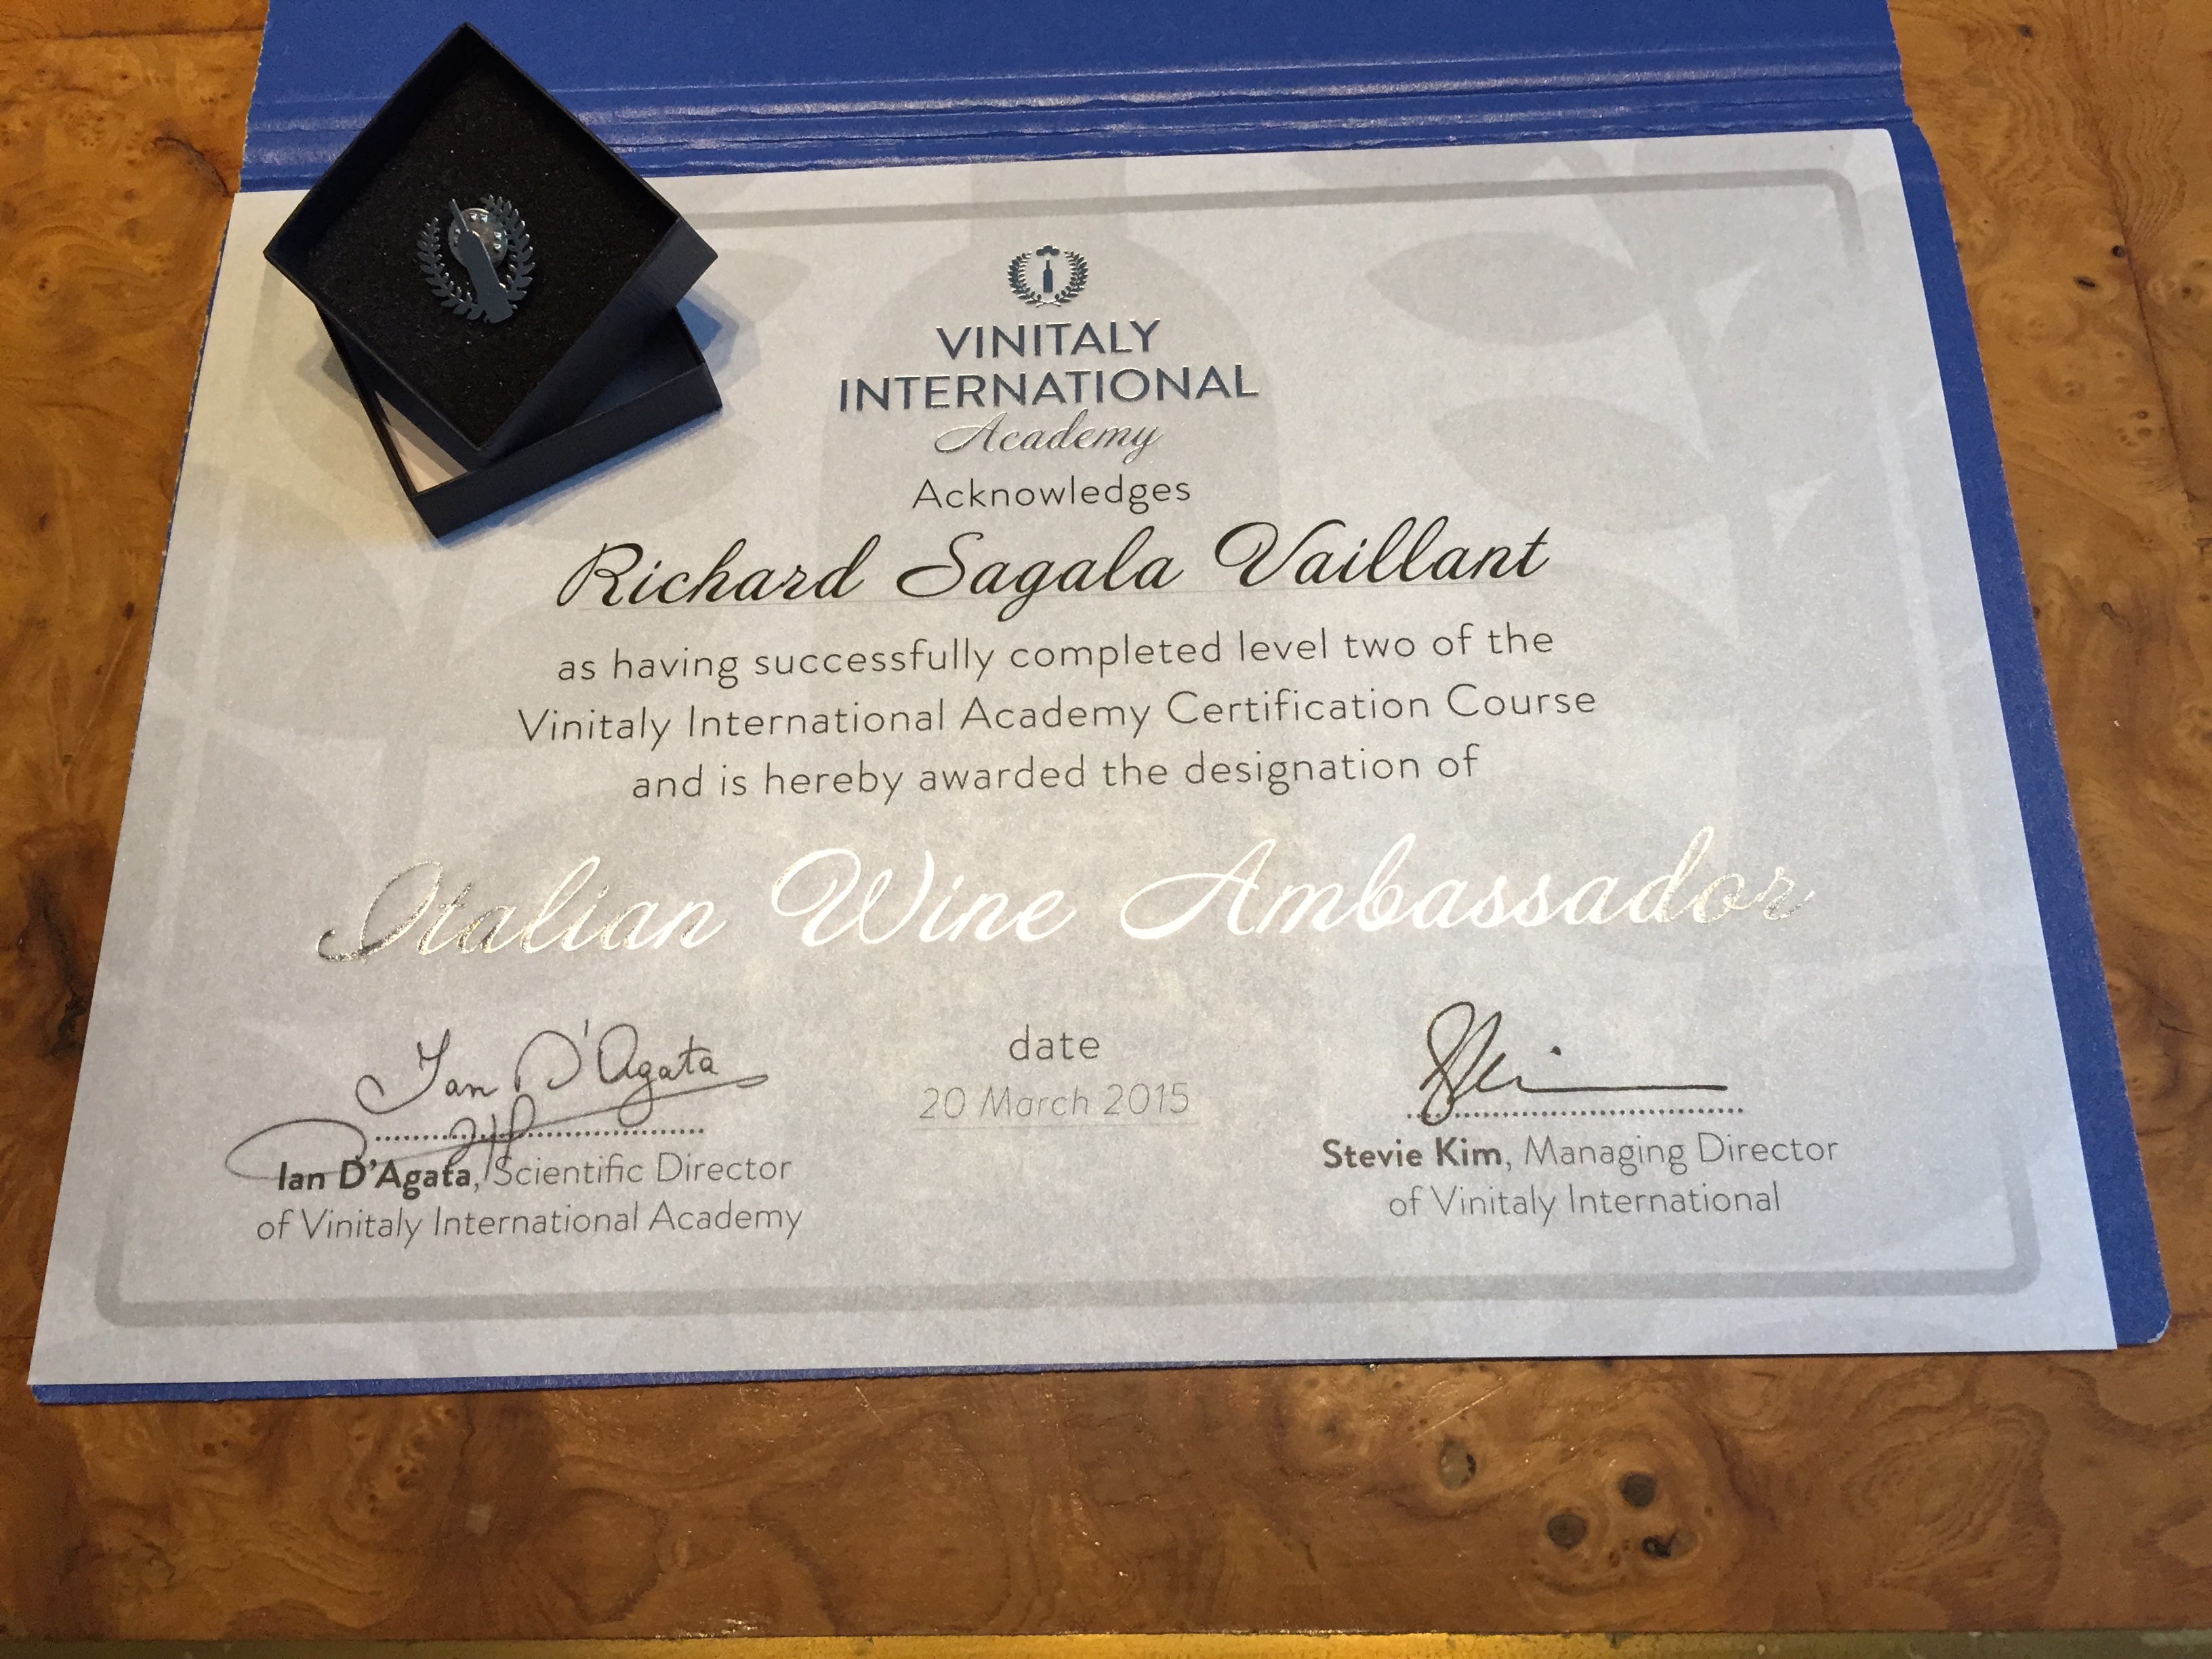 VINITALY
INTERNATIONAL
Academy
Acknowledges
Richard Sagala Vaillant
as having successfully completed level two of the
Vinitaly International Academy Certification Course
and is hereby awarded the designation of
Italian Wine Ambassador
Ian D'Agata
Ian D'Agata, Scientific Director
of Vinitaly International Academy
date
20 March 2015
SKim
Stevie Kim, Managing Director
of Vinitaly International